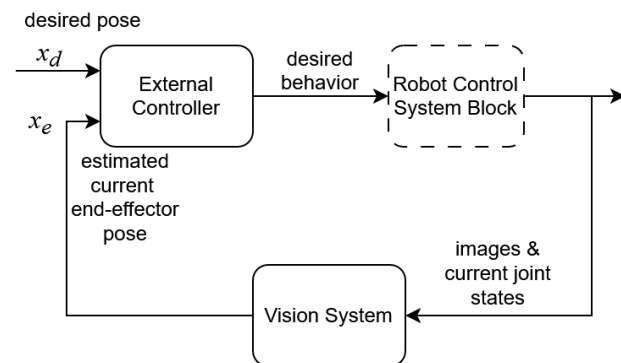 desired pose
x_d
x_e
External
Controller
desired
behavior
Robot Control
System Block
estimated
current
end-effector
pose
images &
current joint
states
Vision System